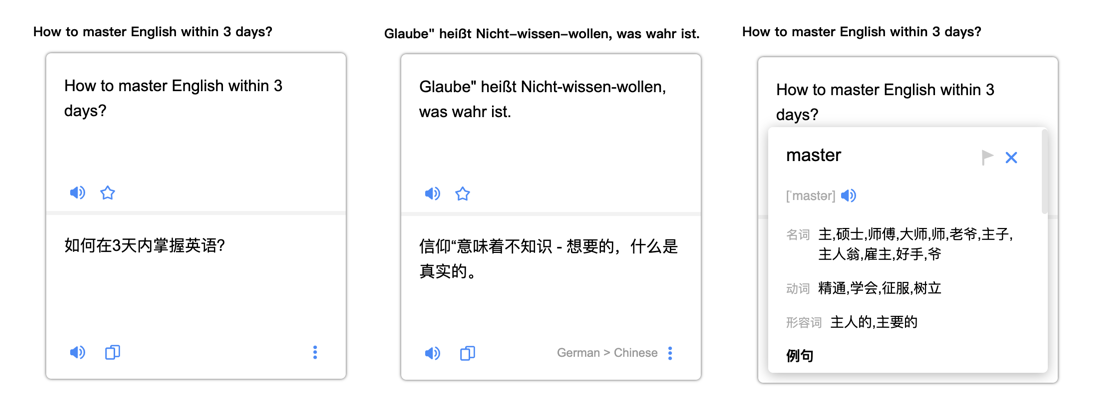 How to master English within 3 days?
How to master English within 3
days?
如何在3天内掌握英语?
Glaube" heißt Nicht-wissen-wollen, was wahr ist.
Glaube" heißt Nicht-wissen-wollen,
was wahr ist.
信仰“意味着不知识 - 想要的，什么是
真实的。
German > Chinese
How to master English within 3 days?
How to master English within 3
days?
master
[ˈmastər]
名词 主,硕士,师傅,大师,师,老爷,主子,
主人翁,雇主,好手,爷
动词 精通,学会,征服,树立
形容词 主人的,主要的
例句